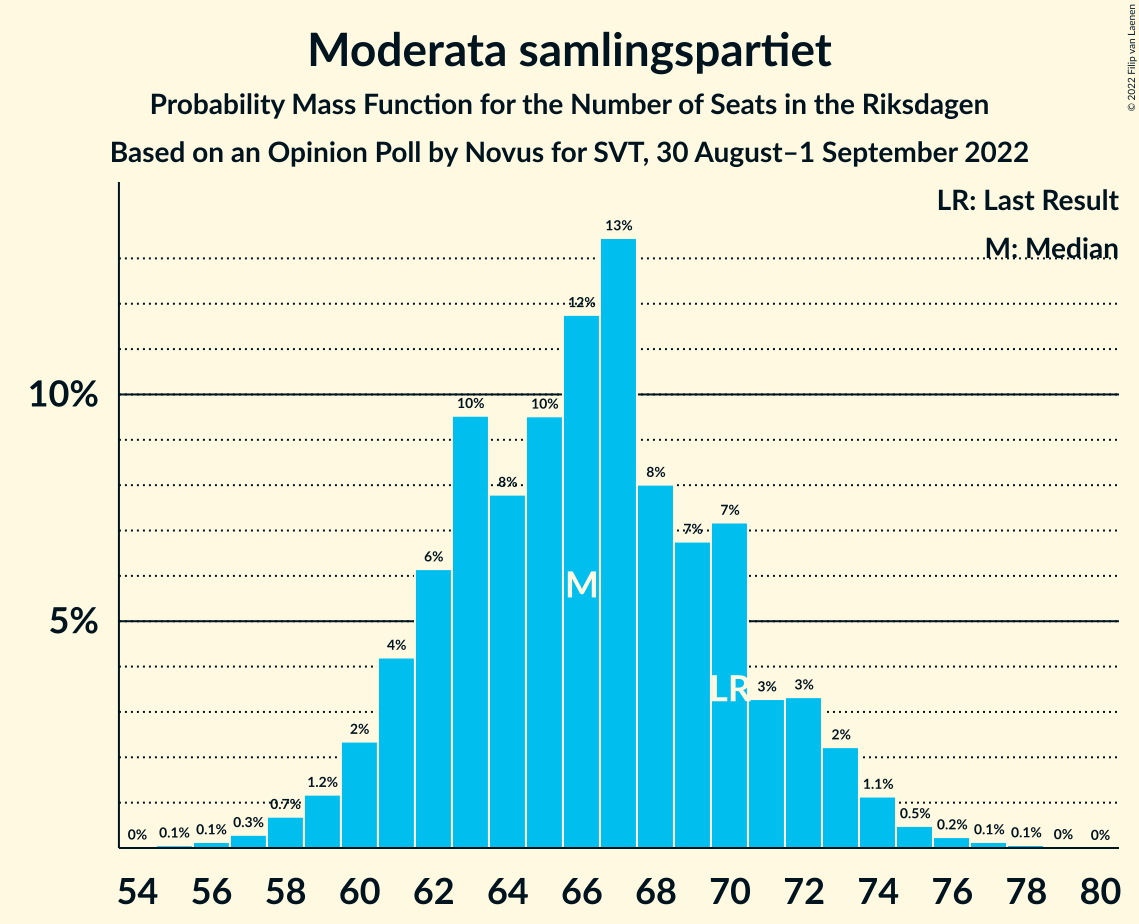 Moderata samlingspartiet
Probability Mass Function for the Number of Seats in the Riksdagen
Based on an Opinion Poll by Novus for SVT, 30 August–1 September 2022
© 2022 Filip van Laenen
LR: Last Result
M: Median
10%
5%
0% 0.1% 0.1% 0.3% 0.7% 1.2% 2% 4% 6% 10% 8% 10% 12% 13% 8% 7% 7% 3% 3% 2% 1.1% 0.5% 0.2% 0.1% 0.1% 0% 0%
M
LR
54 56 58 60 62 64 66 68 70 72 74 76 78 80